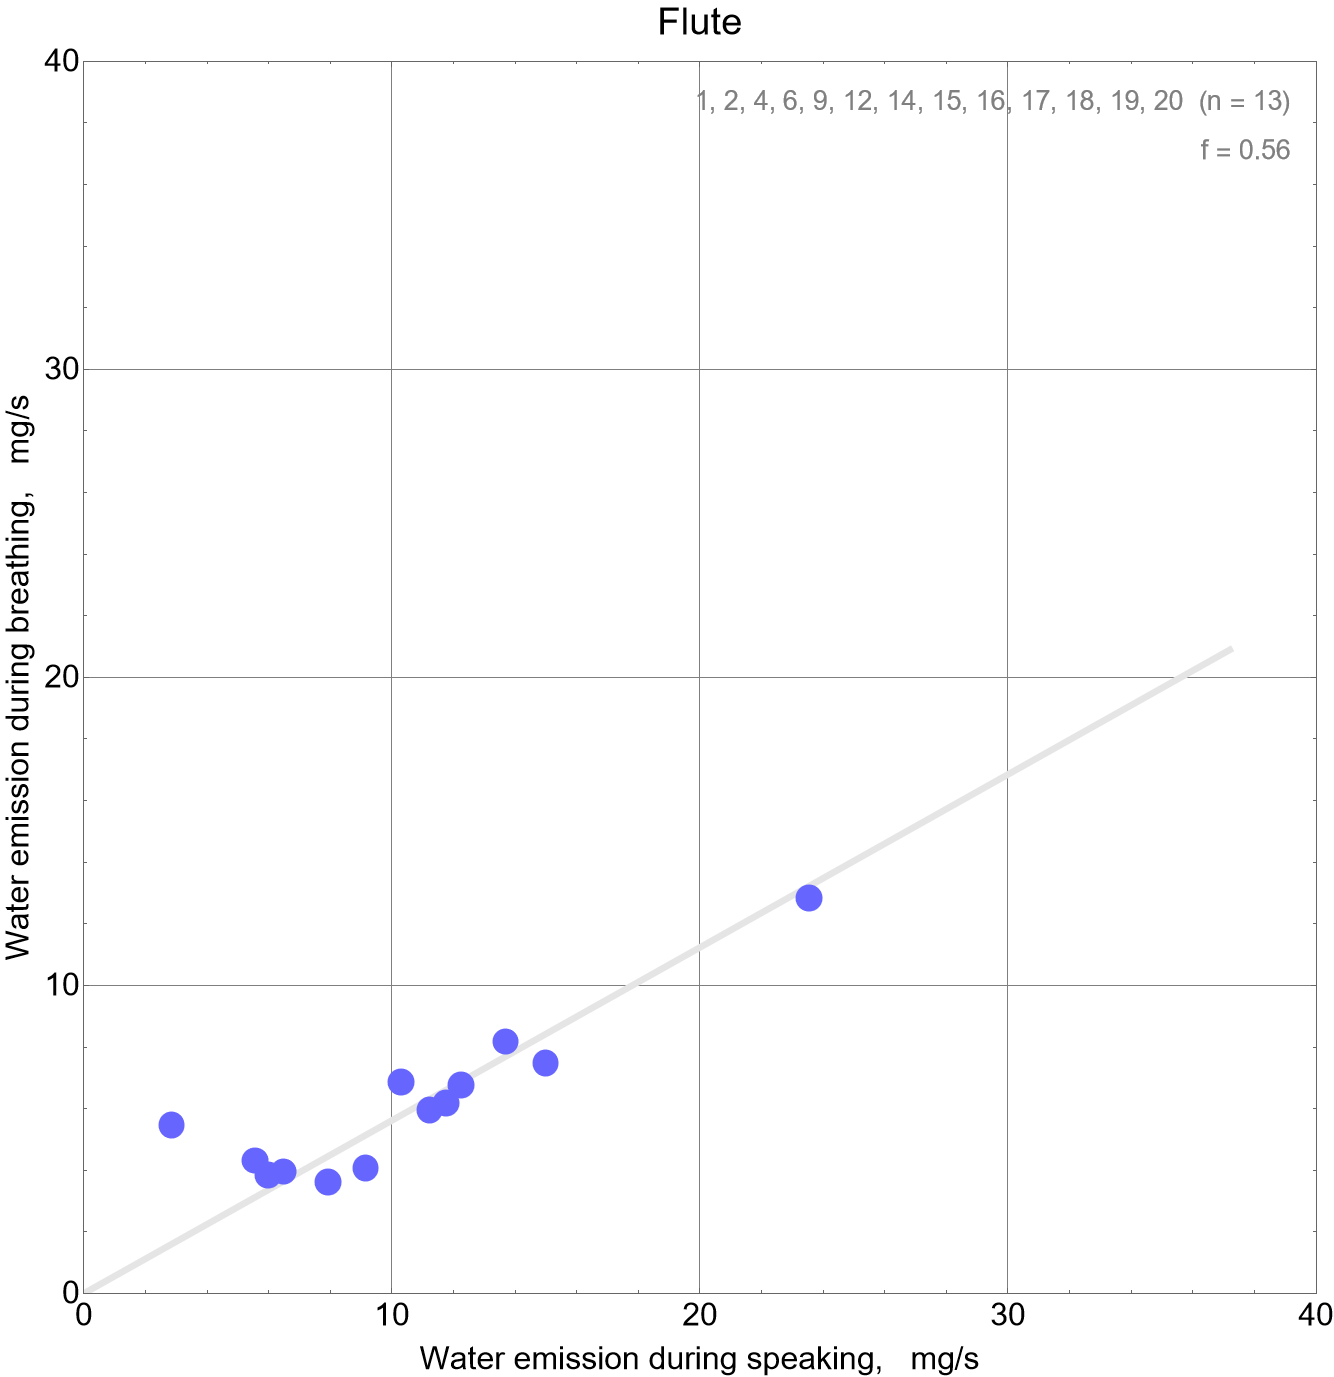 Flute
40
1, 2, 4, 6, 9, 12, 14, 15, 16, 17, 18, 19, 20 (n = 13)
f = 0.56
30
20
10
0
Water emission during breathing, mg/s
0 10 20 30 40
Water emission during speaking, mg/s